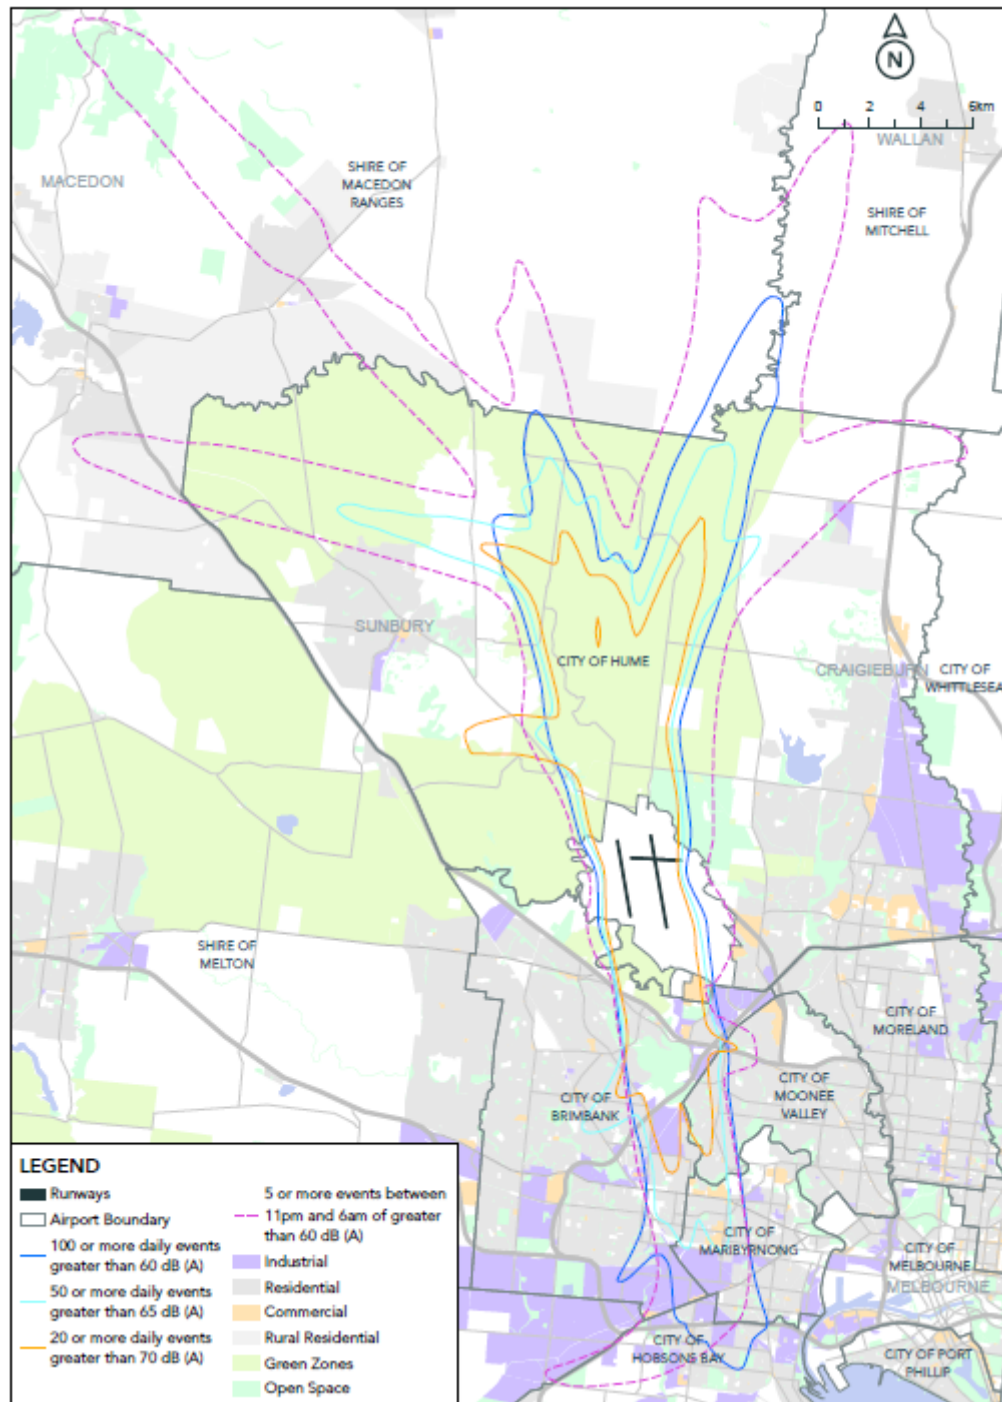 N
0 2 4 6km
WALLAN
MACEDON
SHIRE OF
MACEDON
RANGES
SHIRE OF
MITCHELL
SUNBURY
CITY OF HUME
CRAIGIEBURN
CITY OF
WHITTLESEA
SHIRE OF
MELTON
CITY OF
MORELAND
CITY OF
MOONEE
VALLEY
CITY OF
BRIMBANK
CITY OF
MARIBYRNONG
CITY OF
MELBOURNE
MELBOURNE
CITY OF
HOBSONS BAY
CITY OF PORT
PHILLIP
LEGEND
Runways
Airport Boundary
100 or more daily events
greater than 60 dB (A)
50 or more daily events
greater than 65 dB (A)
20 or more daily events
greater than 70 dB (A)
5 or more events between
11pm and 6am of greater
than 60 dB (A)
Industrial
Residential
Commercial
Rural Residential
Green Zones
Open Space